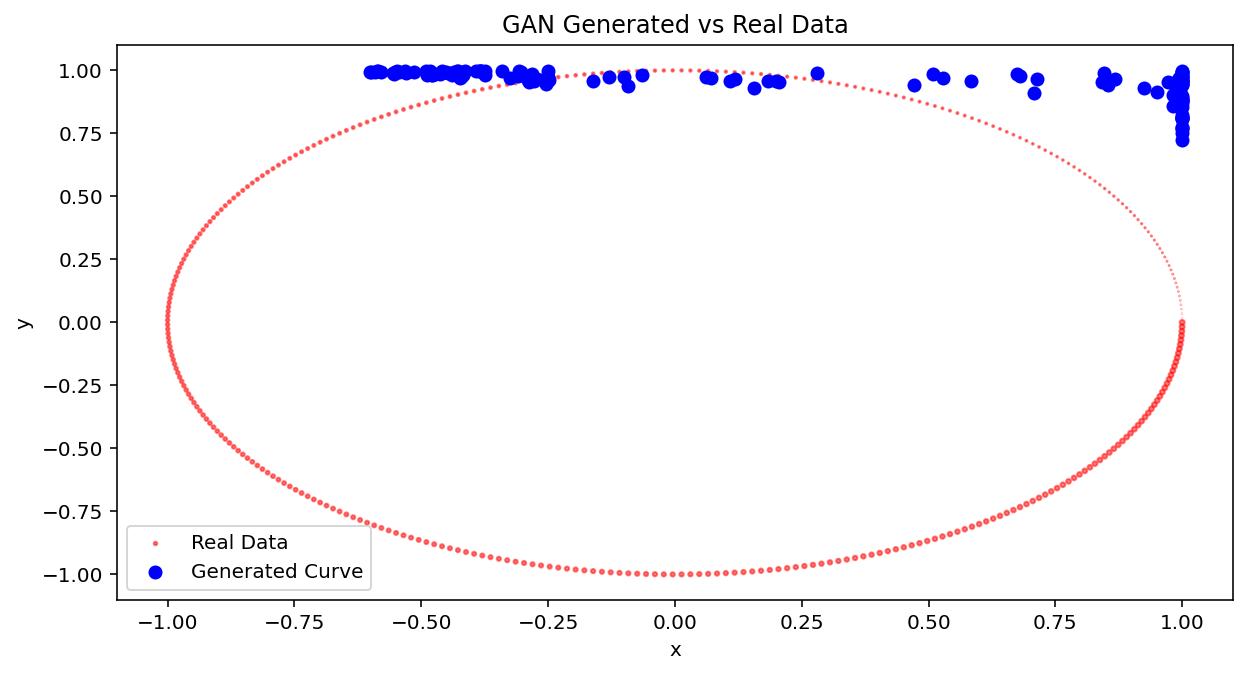 GAN Generated vs Real Data
1.00
0.75
0.50
0.25
0.00
−0.25
−0.50
−0.75
−1.00
y
Real Data
Generated Curve
−1.00 −0.75 −0.50 −0.25 0.00 0.25 0.50 0.75 1.00
x